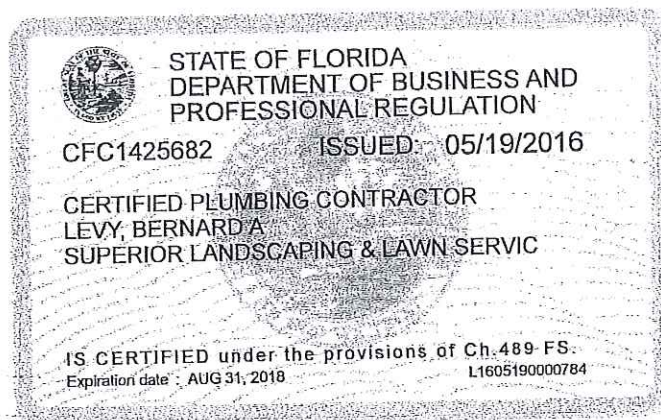 STATE OF FLORIDA
DEPARTMENT OF BUSINESS AND
PROFESSIONAL REGULATION
CFC1425682 ISSUED: 05/19/2016
CERTIFIED PLUMBING CONTRACTOR
LEVY, BERNARD A
SUPERIOR LANDSCAPING & LAWN SERVIC
IS CERTIFIED under the provisions of Ch.489 FS.
Expiration date : AUG 31, 2018 L1605190000784